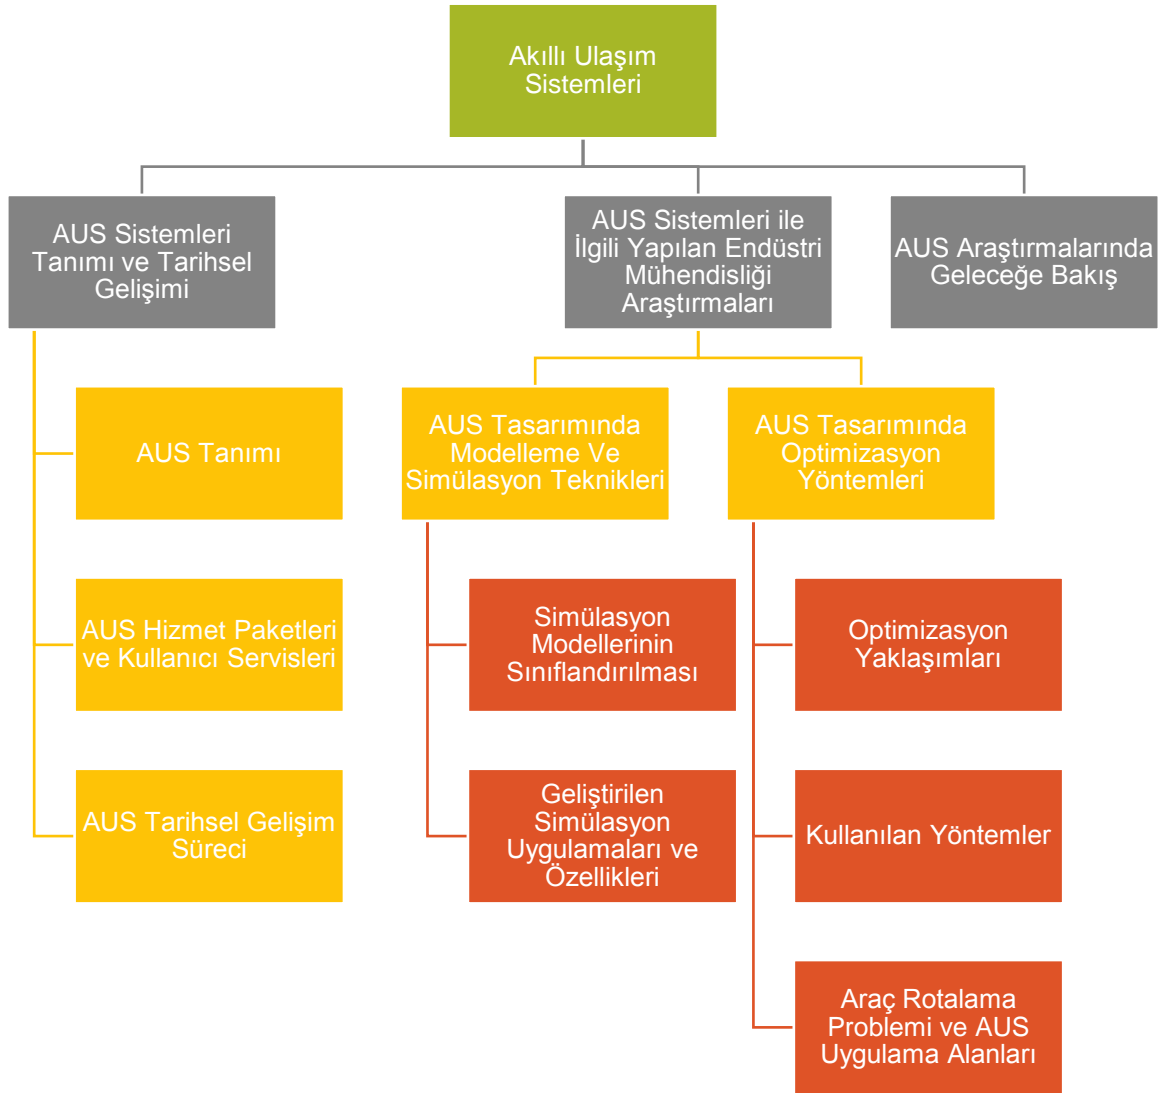 Akıllı Ulaşım
Sistemleri
AUS Sistemleri
Tanımı ve Tarihsel
Gelişimi
AUS Sistemleri ile
İlgili Yapılan Endüstri
Mühendisliği
Araştırmaları
AUS Araştırmalarında
Geleceğe Bakış
AUS Tanımı
AUS Hizmet Paketleri
ve Kullanıcı Servisleri
AUS Tarihsel Gelişim
Süreci
AUS Tasarımında
Modelleme Ve
Simülasyon Teknikleri
Simülasyon
Modellerinin
Sınıflandırılması
Geliştirilen
Simülasyon
Uygulamaları ve
Özellikleri
AUS Tasarımında
Optimizasyon
Yöntemleri
Optimizasyon
Yaklaşımları
Kullanılan Yöntemler
Araç Rotalama
Problemi ve AUS
Uygulama Alanları